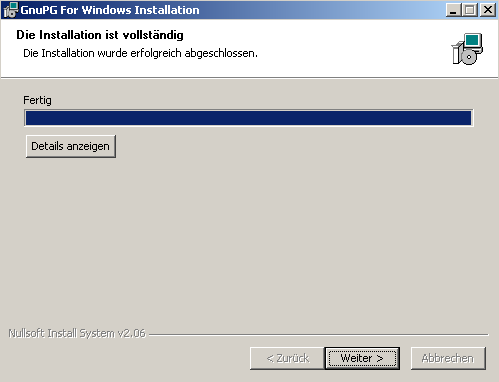 GnuPG For Windows Installation
Die Installation ist vollständig
Die Installation wurde erfolgreich abgeschlossen.
Fertig
Details anzeigen
Nullsoft Install System v2.06
< Zurück
Weiter >
Abbrechen